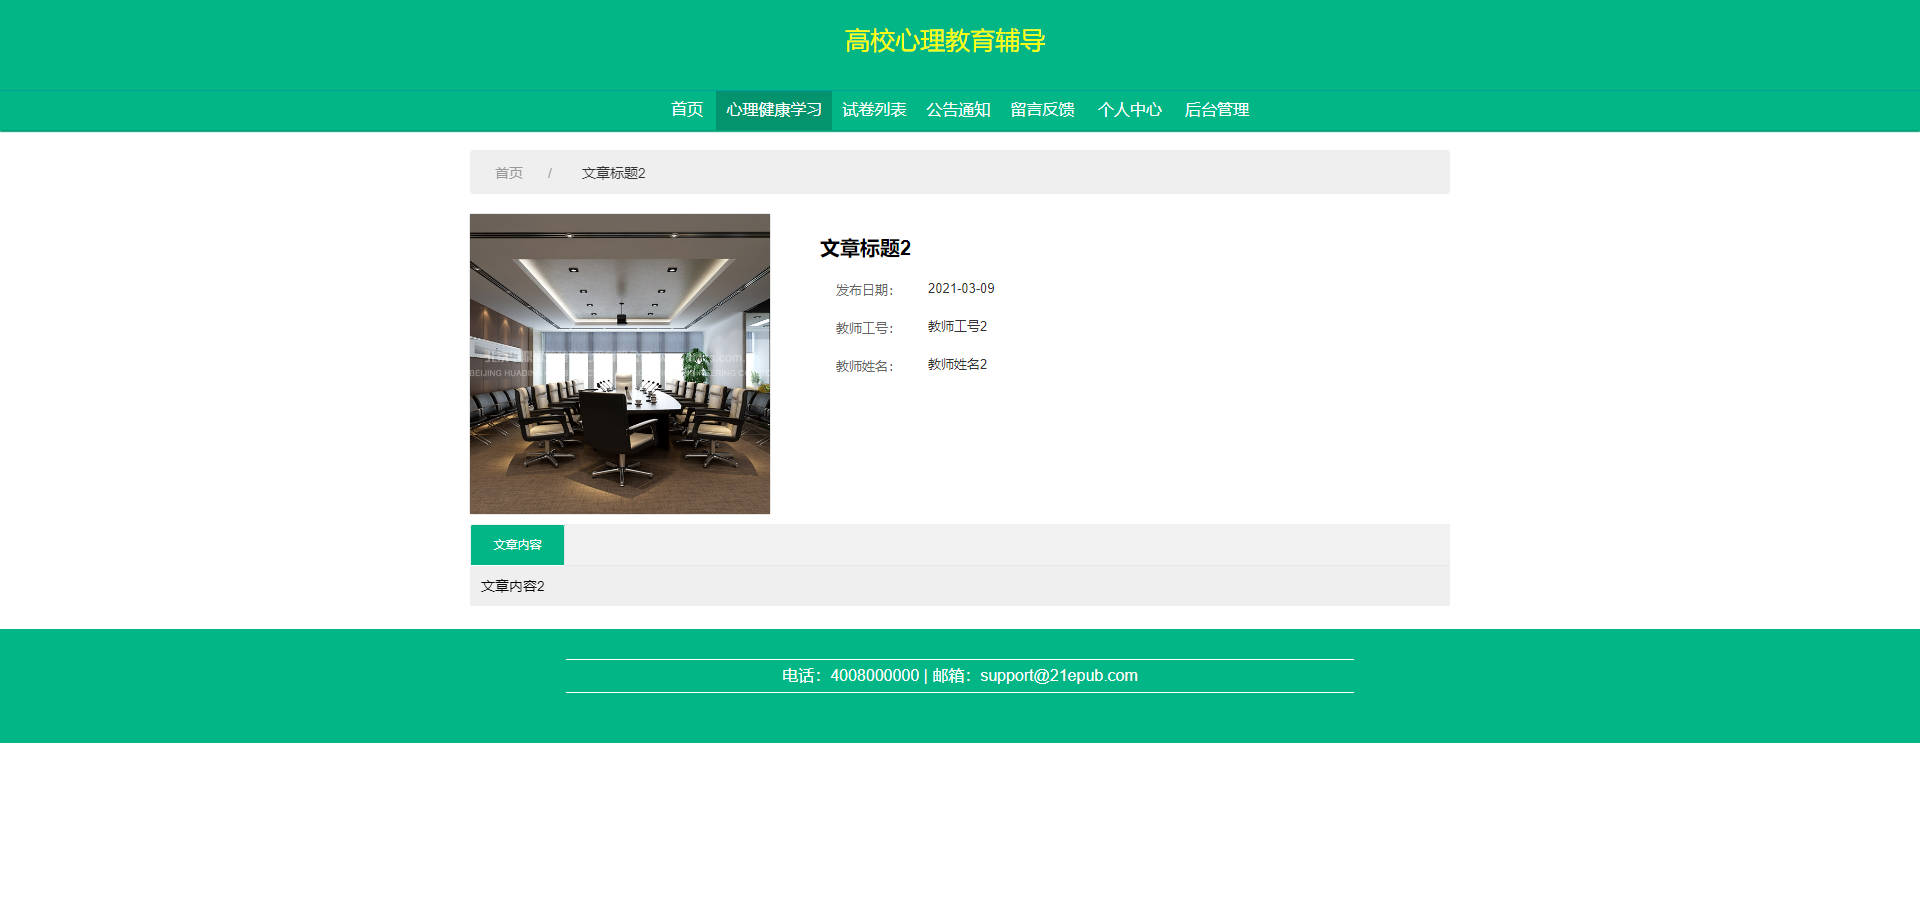 高校心理教育辅导
首页 心理健康学习 试卷列表 公告通知 留言反馈 个人中心 后台管理
首页 / 文章标题2
文章标题2
发布日期： 2021-03-09
教师工号： 教师工号2
教师姓名： 教师姓名2
BEIJING HUADING
文章内容
文章内容2
电话：4008000000 | 邮箱：support@21epub.com